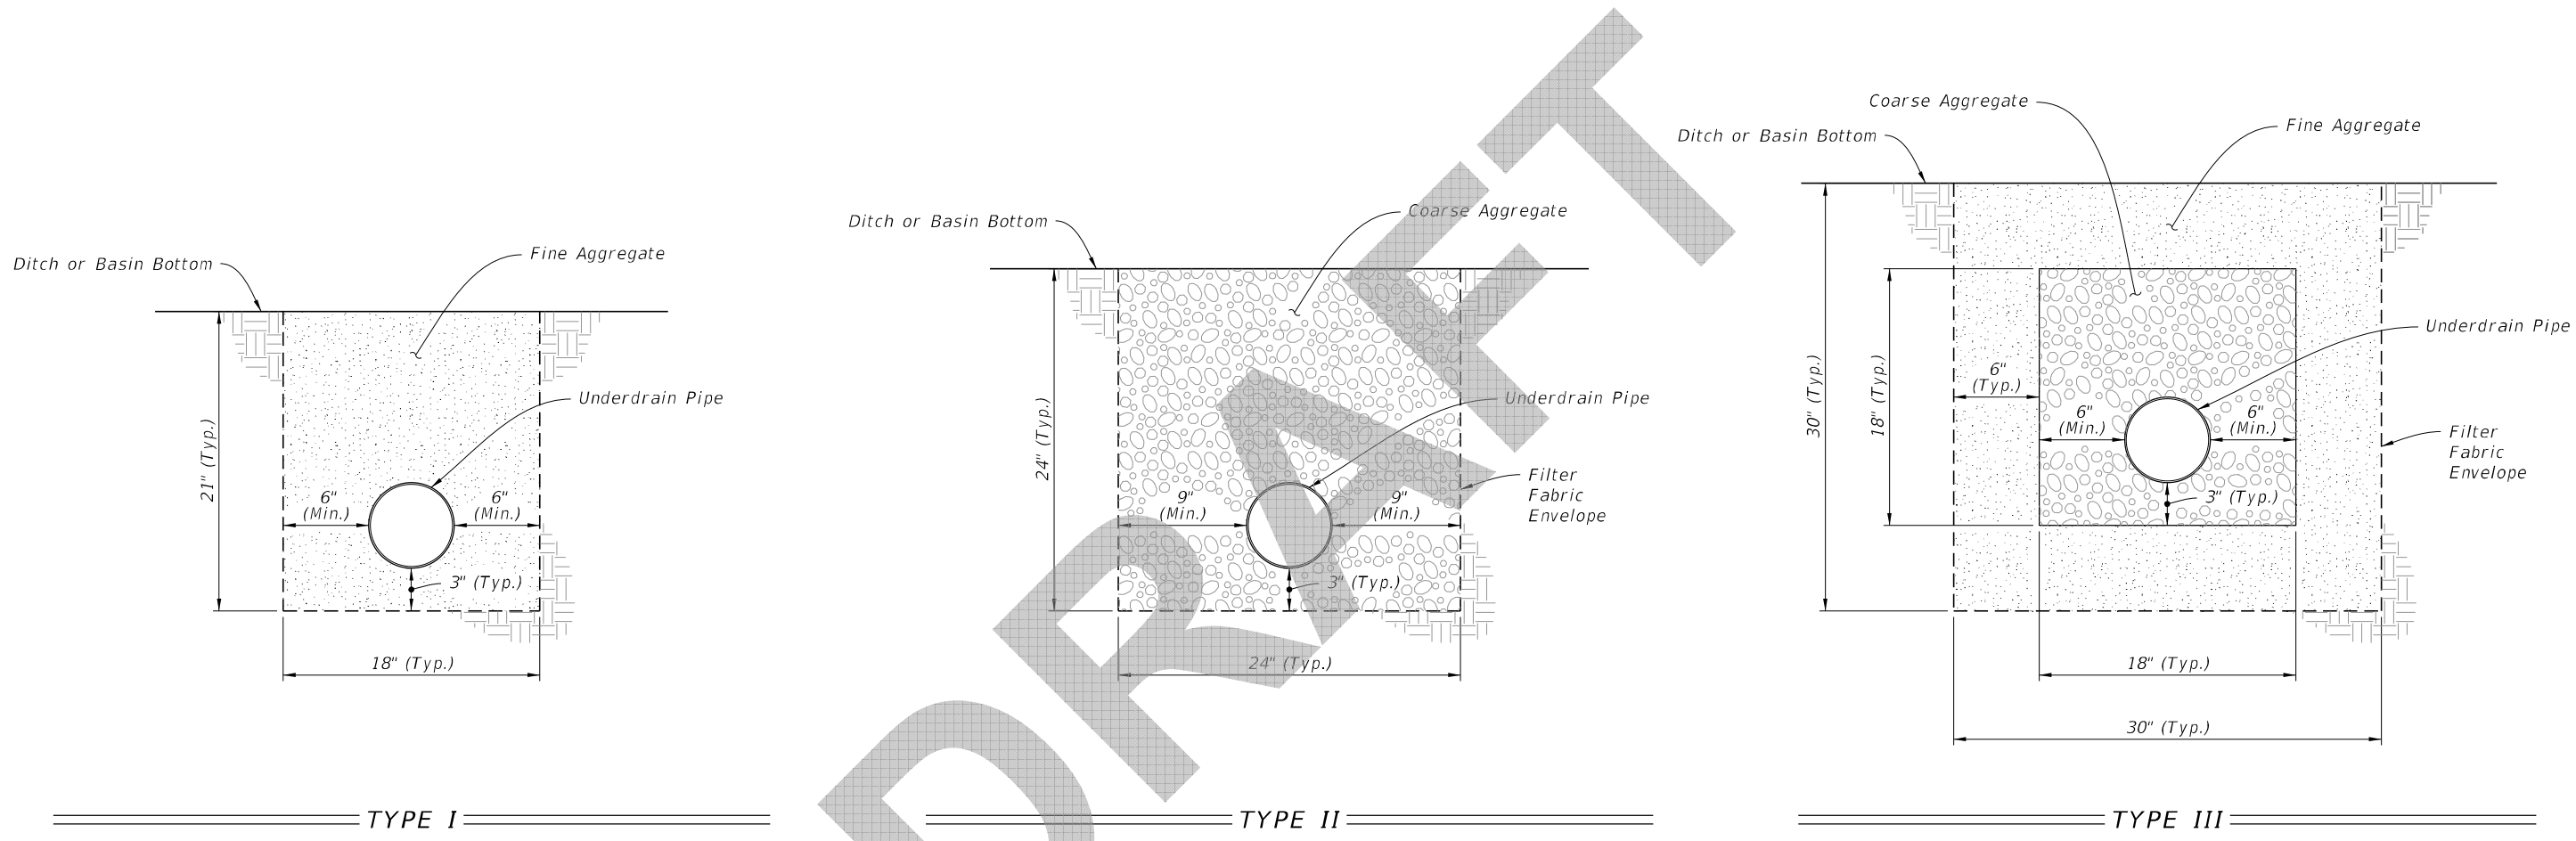 Ditch or Basin Bottom
Fine Aggregate
Underdrain Pipe
21" (Typ.)
6"
(Min.)
6"
(Min.)
3" (Typ.)
18" (Typ.)
TYPE I
Ditch or Basin Bottom
Coarse Aggregate
Underdrain Pipe
24" (Typ.)
Filter
Fabric
Envelope
9"
(Min.)
9"
(Min.)
3" (Typ.)
24" (Typ.)
TYPE II
Coarse Aggregate
Ditch or Basin Bottom
Fine Aggregate
Underdrain Pipe
30" (Typ.)
18" (Typ.)
6"
(Typ.)
6"
(Min.)
6"
(Min.)
Filter
Fabric
Envelope
3" (Typ.)
18" (Typ.)
30" (Typ.)
TYPE III
DRAFT